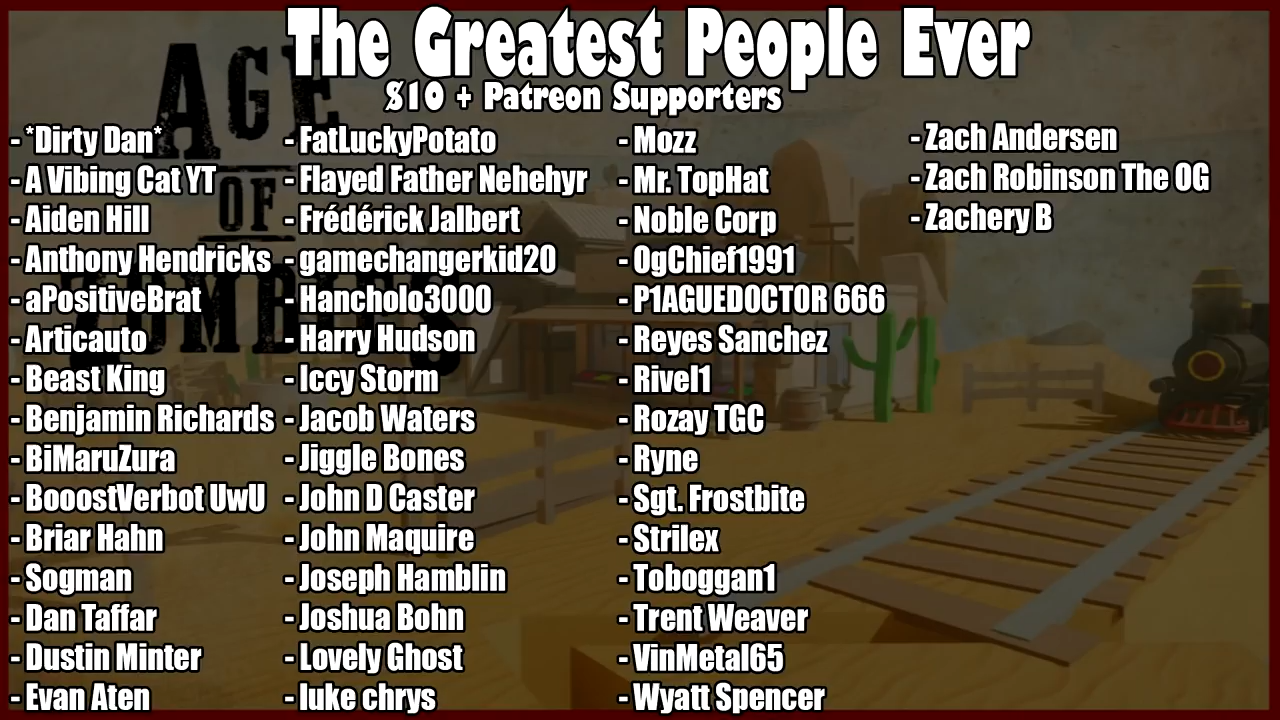 The Greatest People Ever
$10 + Patreon Supporters
AGE
OF
ZOMBIES
- *Dirty Dan*
- A Vibing Cat YT
- Aiden Hill
- Anthony Hendricks
- aPositiveBrat
- Articauto
- Beast King
- Benjamin Richards
- BiMaruZura
- BooostVerbot UwU
- Briar Hahn
- Sogman
- Dan Taffar
- Dustin Minter
- Evan Aten
- FatLuckyPotato
- Flayed Father Nehehyr
- Frédérick Jalbert
- gamechangerkid20
- Hancholo3000
- Harry Hudson
- Iccy Storm
- Jacob Waters
- Jiggle Bones
- John D Caster
- John Maquire
- Joseph Hamblin
- Joshua Bohn
- Lovely Ghost
- luke chrys
- Mozz
- Mr. TopHat
- Noble Corp
- OgChief1991
- P1AGUEDOCTOR 666
- Reyes Sanchez
- Rivel1
- Rozay TGC
- Ryne
- Sgt. Frostbite
- Strilex
- Toboggan1
- Trent Weaver
- VinMetal65
- Wyatt Spencer
- Zach Andersen
- Zach Robinson The OG
- Zachery B